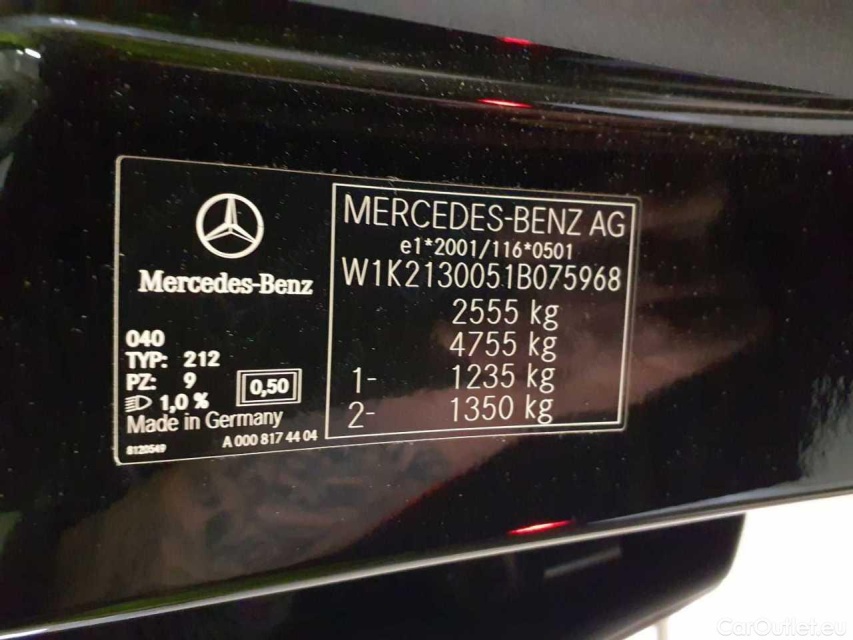 Mercedes-Benz
040
TYP: 212
PZ: 9
0,50
1,0 %
Made in Germany
8120549
A 000 817 44 04
MERCEDES-BENZ AG
e1*2001/116*0501
W1K2130051B075968
2555 kg
4755 kg
1- 1235 kg
2- 1350 kg
CarOutlet.eu